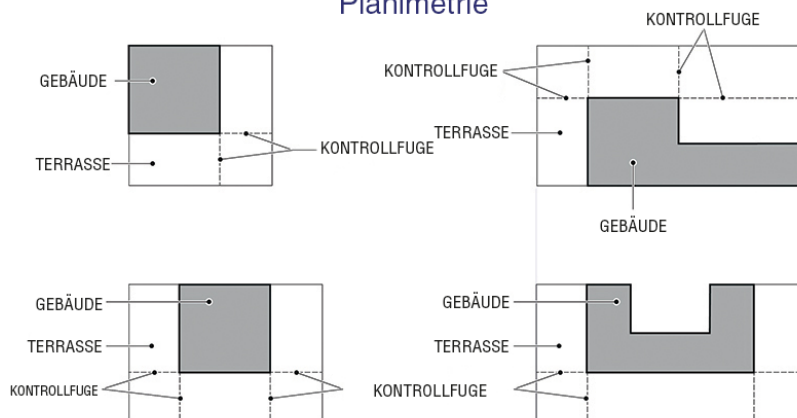 Planimetrie
KONTROLLFUGE
GEBÄUDE
KONTROLLFUGE
TERRASSE
KONTROLLFUGE
TERRASSE
GEBÄUDE
GEBÄUDE
TERRASSE
KONTROLLFUGE
GEBÄUDE
TERRASSE
KONTROLLFUGE